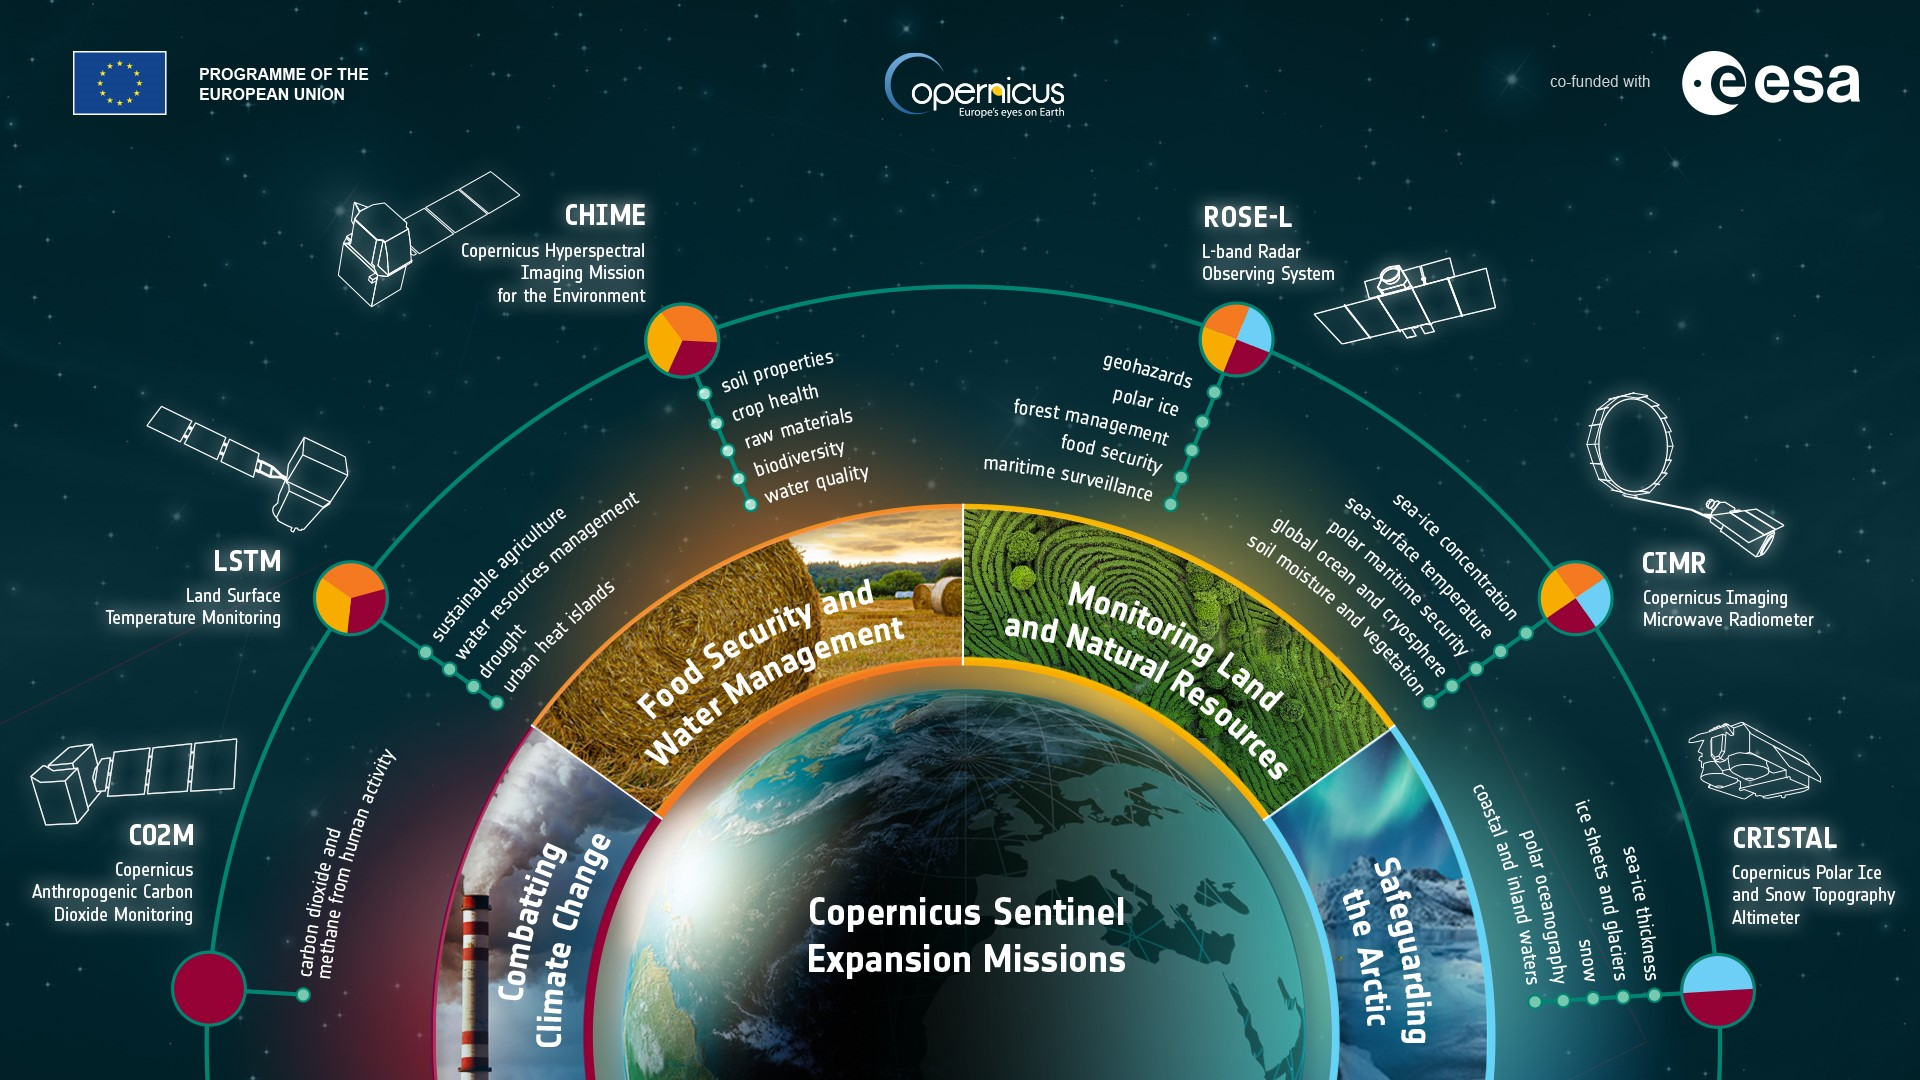 PROGRAMME OF THE
EUROPEAN UNION
Copernicus
Europe's eyes on Earth
co-funded with
esa
CHIME
Copernicus Hyperspectral
Imaging Mission
for the Environment
soil properties
crop health
raw materials
biodiversity
water quality
ROSE-L
L-band Radar
Observing System
geohazards
polar ice
forest management
food security
maritime surveillance
LSTM
Land Surface
Temperature Monitoring
sustainable agriculture
water resources management
drought
urban heat islands
CIMR
Copernicus Imaging
Microwave Radiometer
sea-ice concentration
sea-surface temperature
polar maritime security
global ocean and cryosphere
soil moisture and vegetation
CO2M
Copernicus
Anthropogenic Carbon
Dioxide Monitoring
carbon dioxide and
methane from human activity
CRISTAL
Copernicus Polar Ice
and Snow Topography
Altimeter
sea-ice thickness
ice sheets and glaciers
snow
polar oceanography
coastal and inland waters
Combating
Climate Change
Food Security and
Water Management
Monitoring Land
and Natural Resources
Safeguarding
the Arctic
Copernicus Sentinel
Expansion Missions